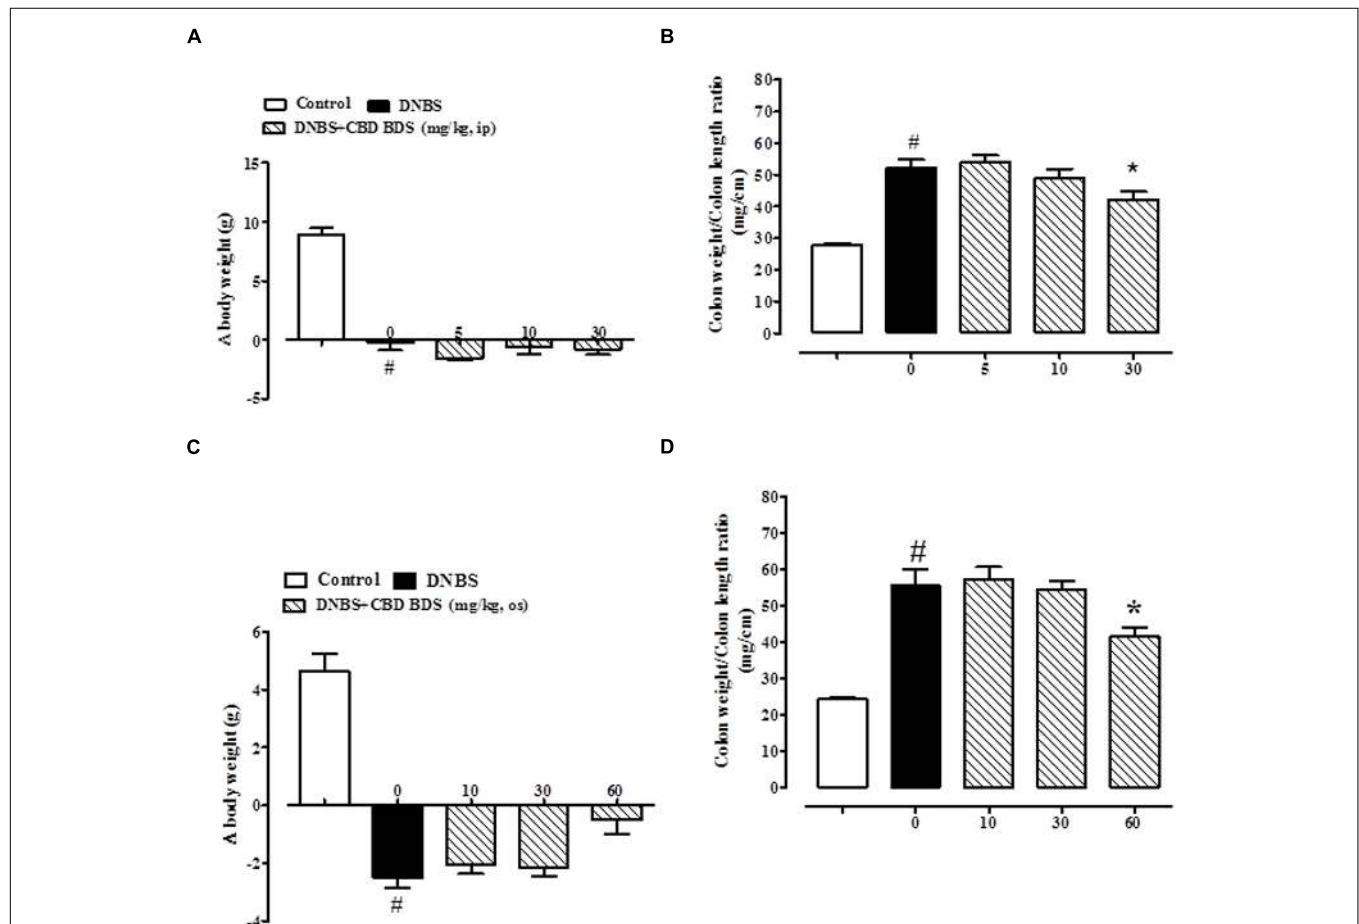 A
Control DNBS
DNBS+CBD BDS (mg/kg, ip)
Δ body weight (g)
15
10
5
0
-5
0 5 10 30
#
B
Colon weight/Colon length ratio
(mg/cm)
80
70
60
50
40
30
20
10
0
#
*
0 5 10 30
C
Control DNBS
DNBS+CBD BDS (mg/kg, os)
Δ body weight (g)
6
4
2
0
-2
-4
0 10 30 60
#
D
Colon weight/Colon length ratio
(mg/cm)
80
70
60
50
40
30
20
10
0
#
*
0 10 30 60